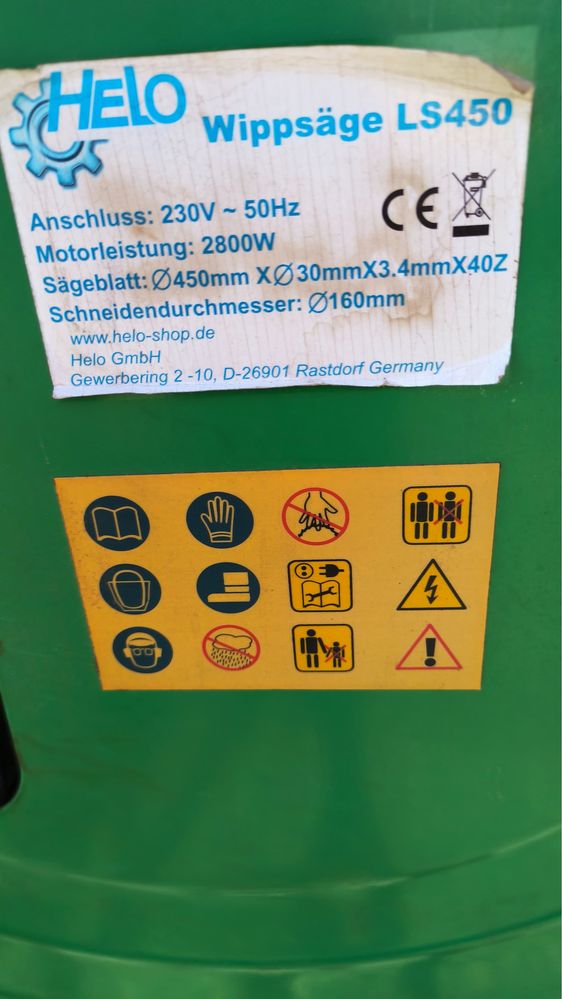 HELO
Wippsäge LS450
Anschluss: 230V ~ 50Hz
CE
Motorleistung: 2800W
Sägeblatt: Ø450mm XØ30mmX3.4mmX40Z
Schneidendurchmesser: Ø160mm
www.helo-shop.de
Helo GmbH
Gewerbering 2 -10, D-26901 Rastdorf Germany